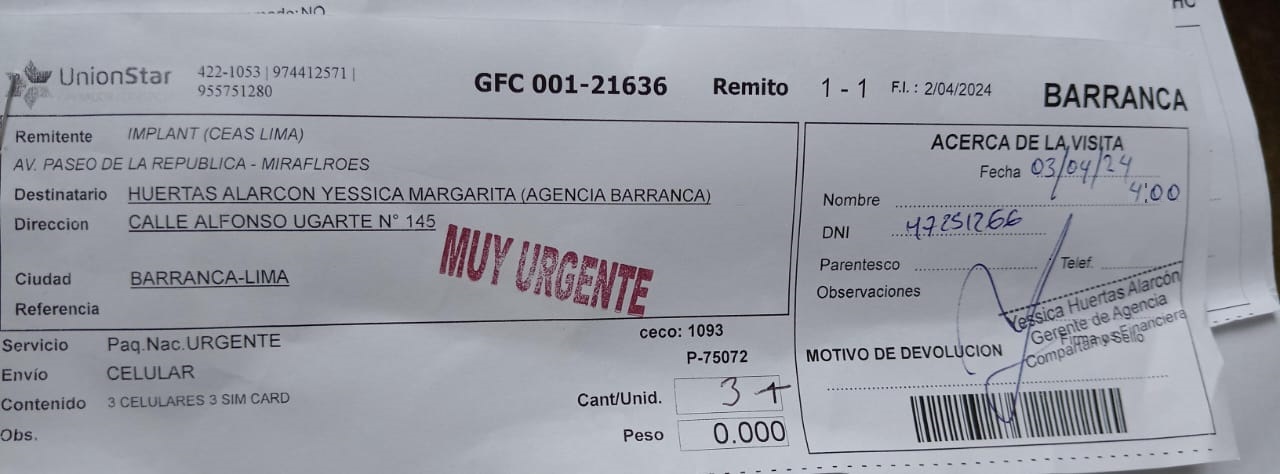 UnionStar
422-1053 | 974412571 |
955751280
GFC 001-21636
Remito 1 - 1
F.I. : 2/04/2024
BARRANCA
Remitente IMPLANT (CEAS LIMA)
AV. PASEO DE LA REPUBLICA - MIRAFLROES
Destinatario HUERTAS ALARCON YESSICA MARGARITA (AGENCIA BARRANCA)
Direccion CALLE ALFONSO UGARTE N° 145
MUY URGENTE
Ciudad BARRANCA-LIMA
Referencia
Servicio Paq.Nac.URGENTE
Envío CELULAR
Contenido 3 CELULARES 3 SIM CARD
Obs.
ceco: 1093
P-75072
Cant/Unid. 3
Peso 0.000
ACERCA DE LA VISITA
Fecha 03/04/24
4:00
Nombre
DNI 47251266
Parentesco Telef.
Observaciones
Yessica Huertas Alarcón
Gerente de Agencia
Compartamos Financiera
Firma y Sello
MOTIVO DE DEVOLUCION